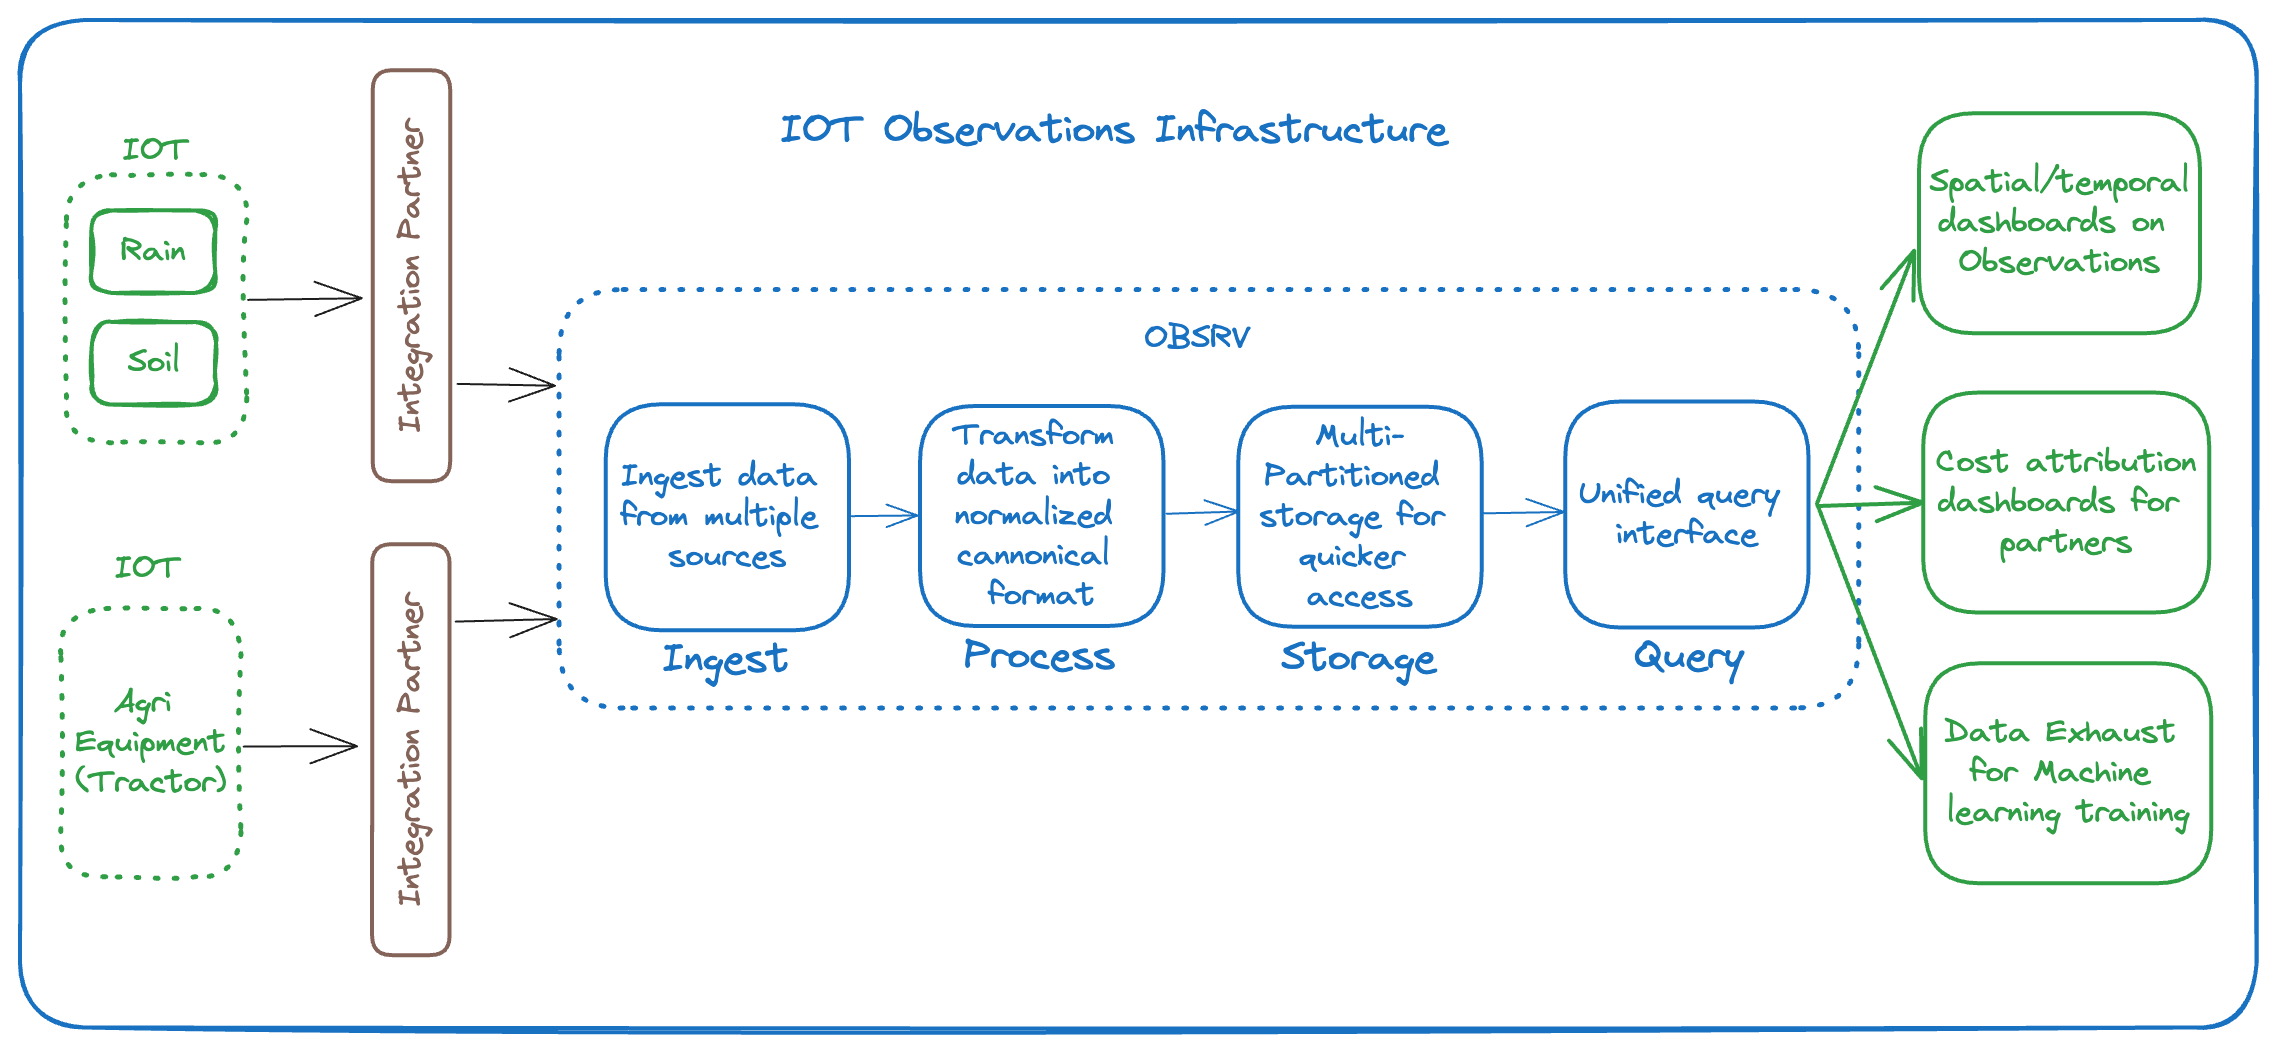 IOT Observations Infrastructure
IOT
Rain
Soil
Integration Partner
IOT
Agri
Equipment
(Tractor)
Integration Partner
OBSRV
Ingest data
from multiple
sources
Ingest
Transform
data into
normalized
cannonical
format
Process
Multi-
Partitioned
storage for
quicker
access
Storage
Unified query
interface
Query
Spatial/temporal
dashboards on
Observations
Cost attribution
dashboards for
partners
Data Exhaust
for Machine
learning training